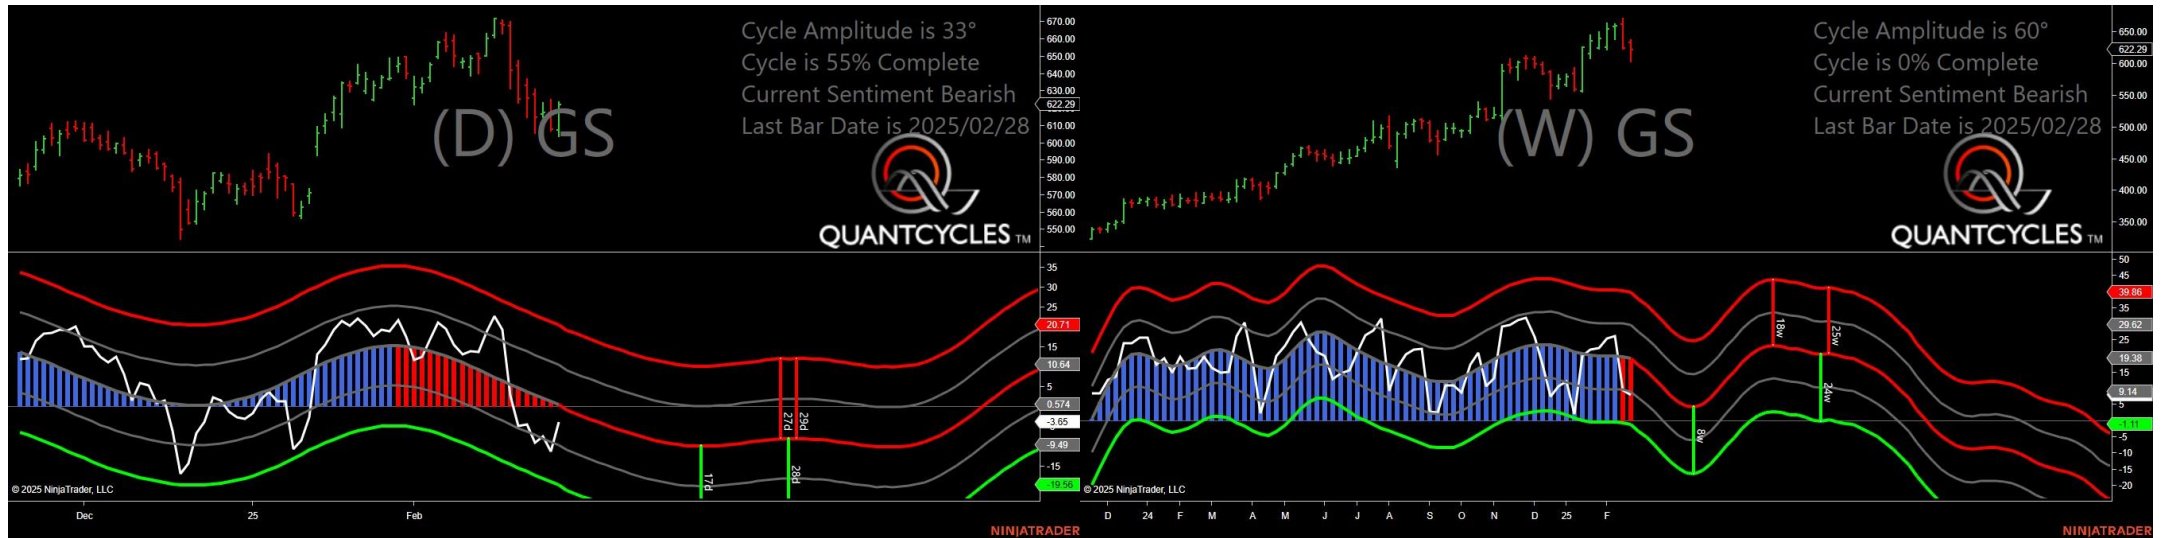 Cycle Amplitude is 33°
Cycle is 55% Complete
Current Sentiment Bearish
Last Bar Date is 2025/02/28
(D) GS
QUANTCYCLES TM
670.00
660.00
650.00
640.00
630.00
622.29
610.00
600.00
590.00
580.00
570.00
560.00
550.00
35
30
25
20.71
15
10.64
5
0.574
-3.65
-9.49
-15
-19.56
17d
27d
28d
29d
© 2025 NinjaTrader, LLC
Dec
25
Feb
NINJATRADER
Cycle Amplitude is 60°
Cycle is 0% Complete
Current Sentiment Bearish
Last Bar Date is 2025/02/28
(W) GS
QUANTCYCLES TM
650.00
622.29
600.00
550.00
500.00
450.00
400.00
350.00
50
45
39.86
35
29.62
25
19.38
15
9.14
5
-1.11
-5
-10
-15
-20
8w
18w
24w
25w
© 2025 NinjaTrader, LLC
D 24 F M A M J J A S O N D 25 F
NINJATRADER